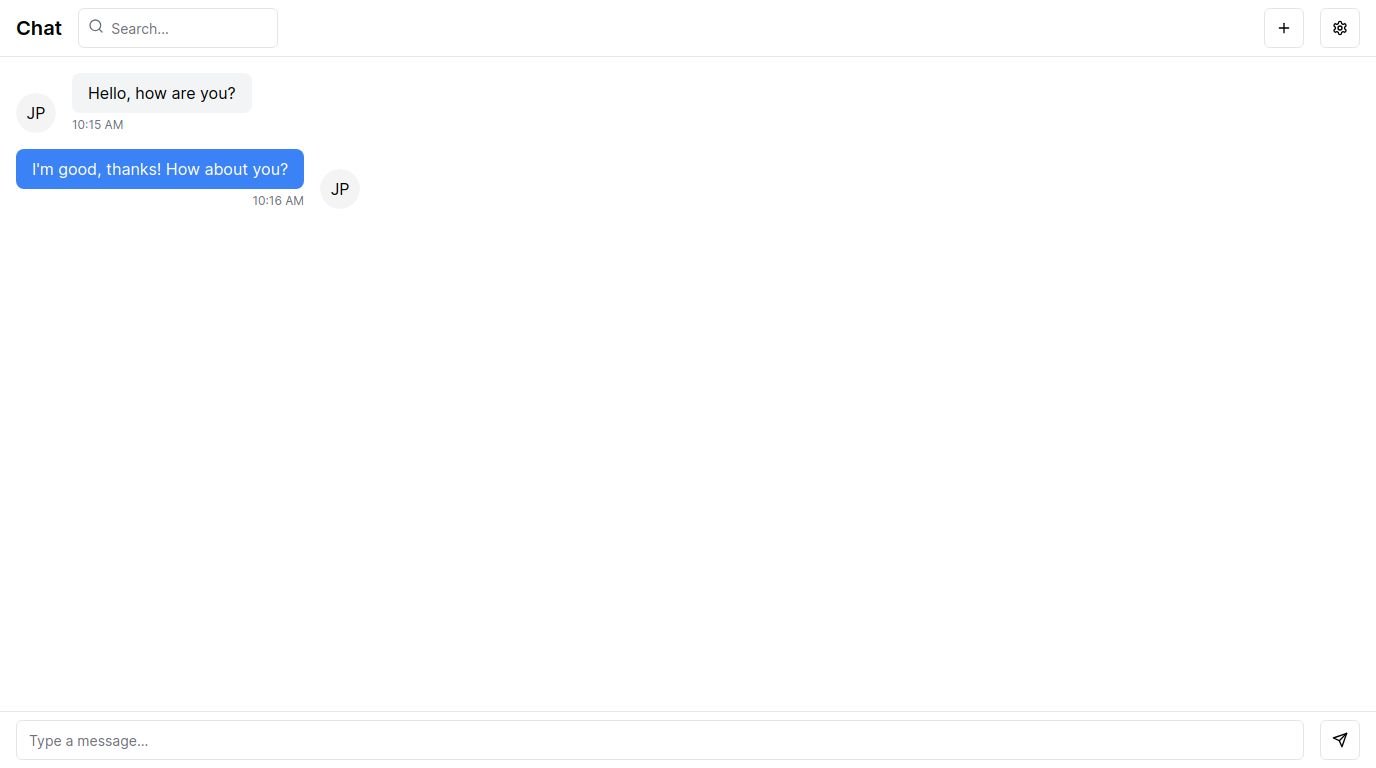 Chat
Search...
JP
Hello, how are you?
10:15 AM
I'm good, thanks! How about you?
10:16 AM
JP
Type a message...